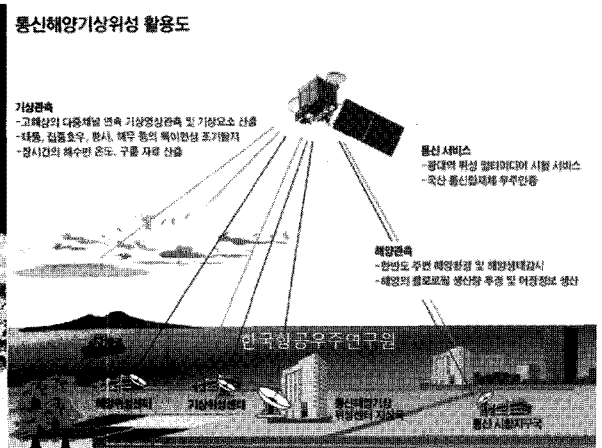 통신해양기상위성 활용도
기상관측
-고해상의 다중채널 연속 기상영상관측 및 기상요소 산출
-태풍, 집중호우, 황사, 해무 등의 특이현상 조기탐지
-장시간의 해수면 온도, 구름 자료 산출
통신 서비스
-광대역 위성 멀티미디어 시험 서비스
-국산 통신탑재체 우주인증
해양관측
-한반도 주변 해양환경 및 해양생태감시
-해양의 클로로필 생산량 추정 및 어장정보 생산
한국항공우주연구원
해양위성센터
기상위성센터
통신해양기상
위성센터 지상국
통신 시험지구국